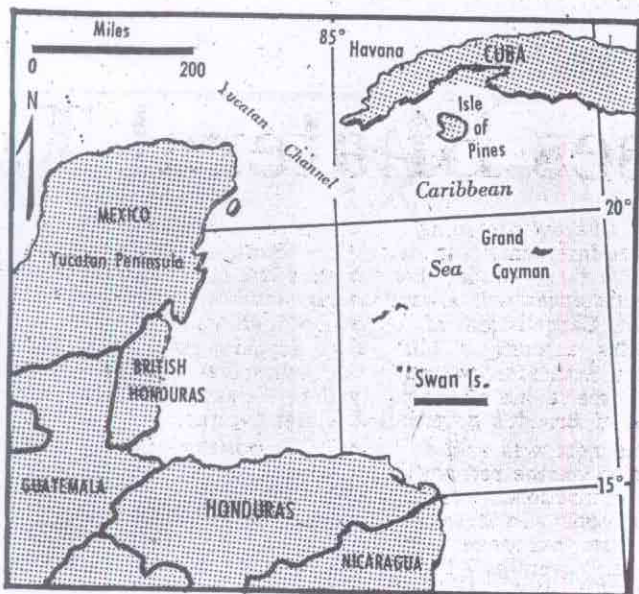 Miles
0 200
N
85°
Havana
CUBA
Yucatan
Channel
Isle
of
Pines
Caribbean
MEXICO
20°
Yucatan Peninsula
Grand
Cayman
Sea
BRITISH
HONDURAS
Swan Is.
GUATEMALA
15°
HONDURAS
NICARAGUA